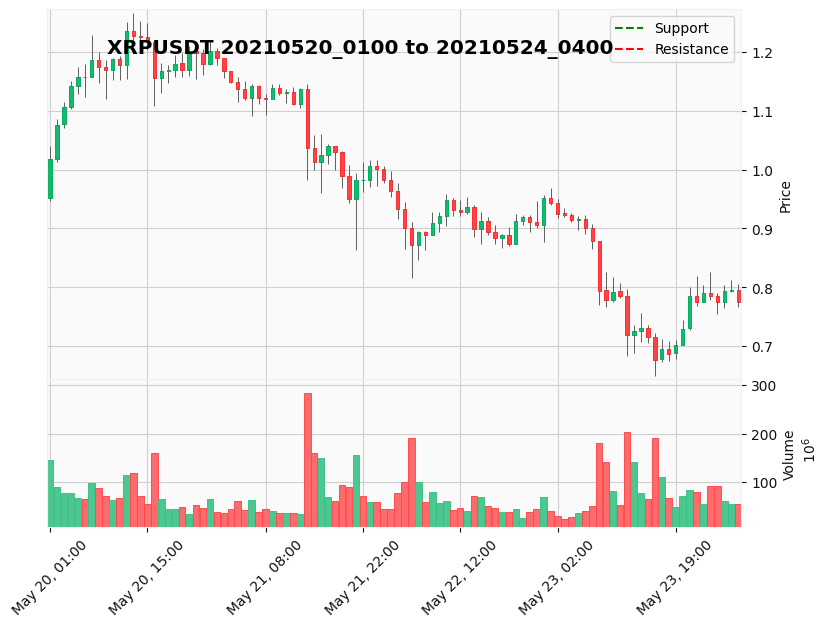 XRPUSDT 20210520_0100 to 20210524_0400
Support
Resistance
1.2
1.1
1.0
0.9
0.8
0.7
Price
300
200
100
Volume
10^6
May 20, 01:00
May 20, 15:00
May 21, 08:00
May 21, 22:00
May 22, 12:00
May 23, 02:00
May 23, 19:00